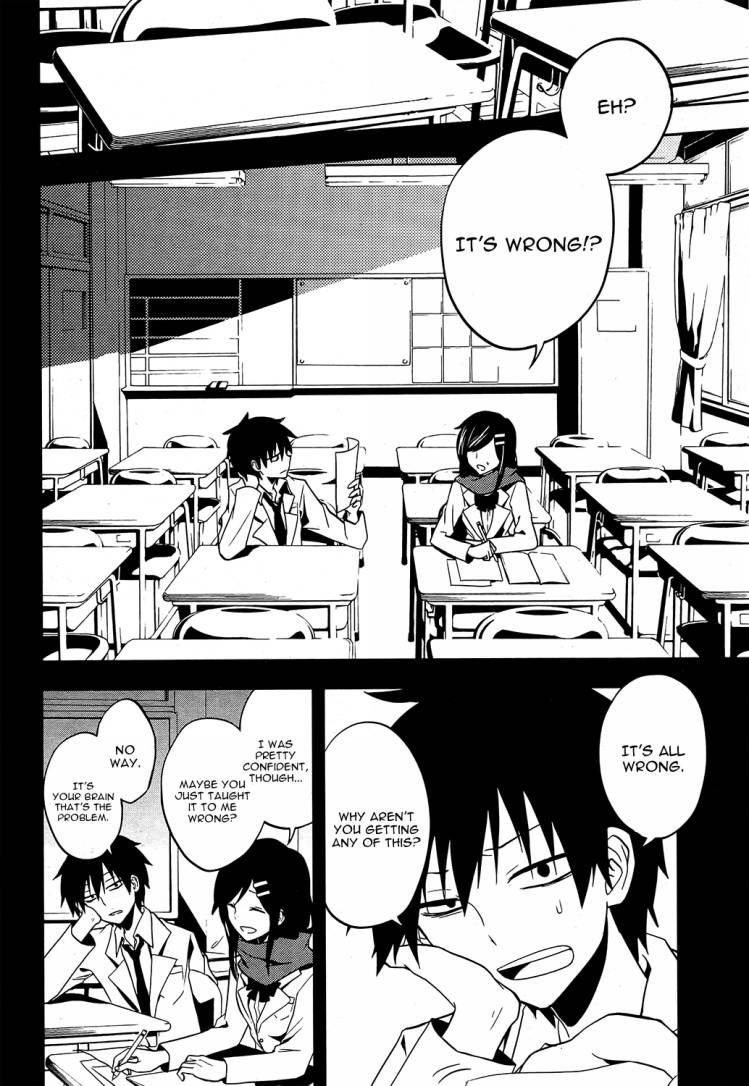 EH?
IT'S WRONG!?
IT'S ALL
WRONG.
WHY AREN'T
YOU GETTING
ANY OF THIS?
I WAS
PRETTY
CONFIDENT,
THOUGH...
MAYBE YOU
JUST TAUGHT
IT TO ME
WRONG?
NO
WAY.
IT'S
YOUR BRAIN
THAT'S THE
PROBLEM.